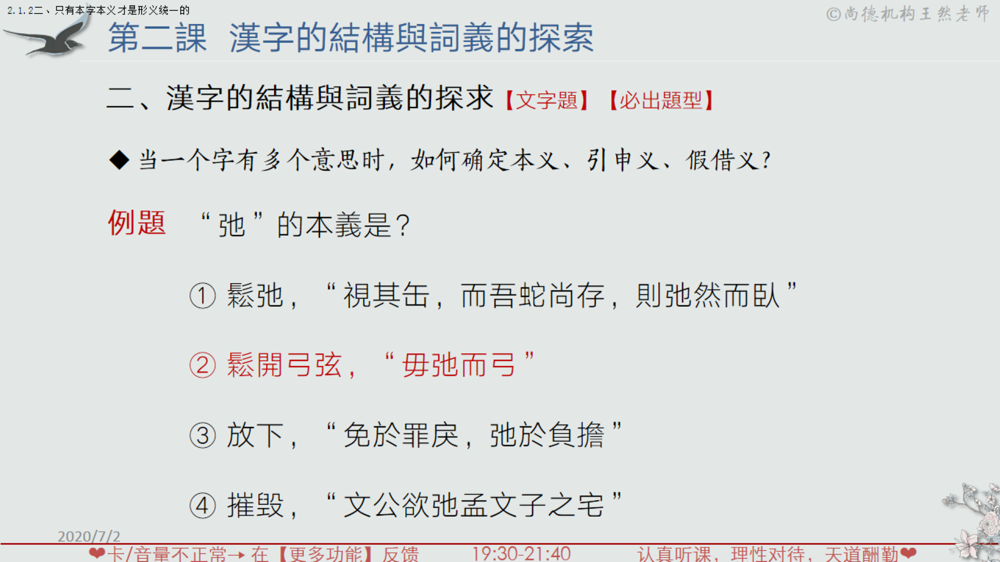 2.1.2二、只有本字本义才是形义统一的
©尚德机构王然老师
第二課 漢字的結構與詞義的探索
二、漢字的結構與詞義的探求【文字題】【必出題型】
◆ 当一个字有多个意思时，如何确定本义、引申义、假借义？
例題 “弛”的本義是？
① 鬆弛，“視其缶，而吾蛇尚存，則弛然而臥”
② 鬆開弓弦，“毋弛而弓”
③ 放下，“免於罪戾，弛於負擔”
④ 摧毀，“文公欲弛孟文子之宅”
2020/7/2
❤卡/音量不正常→ 在【更多功能】反馈 19:30-21:40 认真听课，理性对待，天道酬勤❤